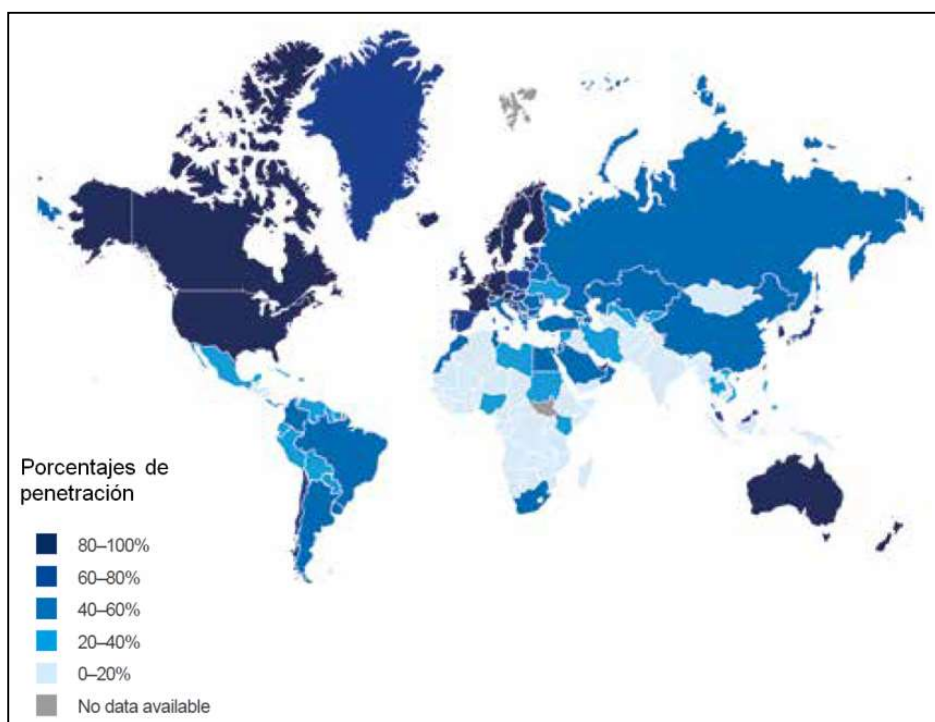 Porcentajes de
penetración
80–100%
60–80%
40–60%
20–40%
0–20%
No data available